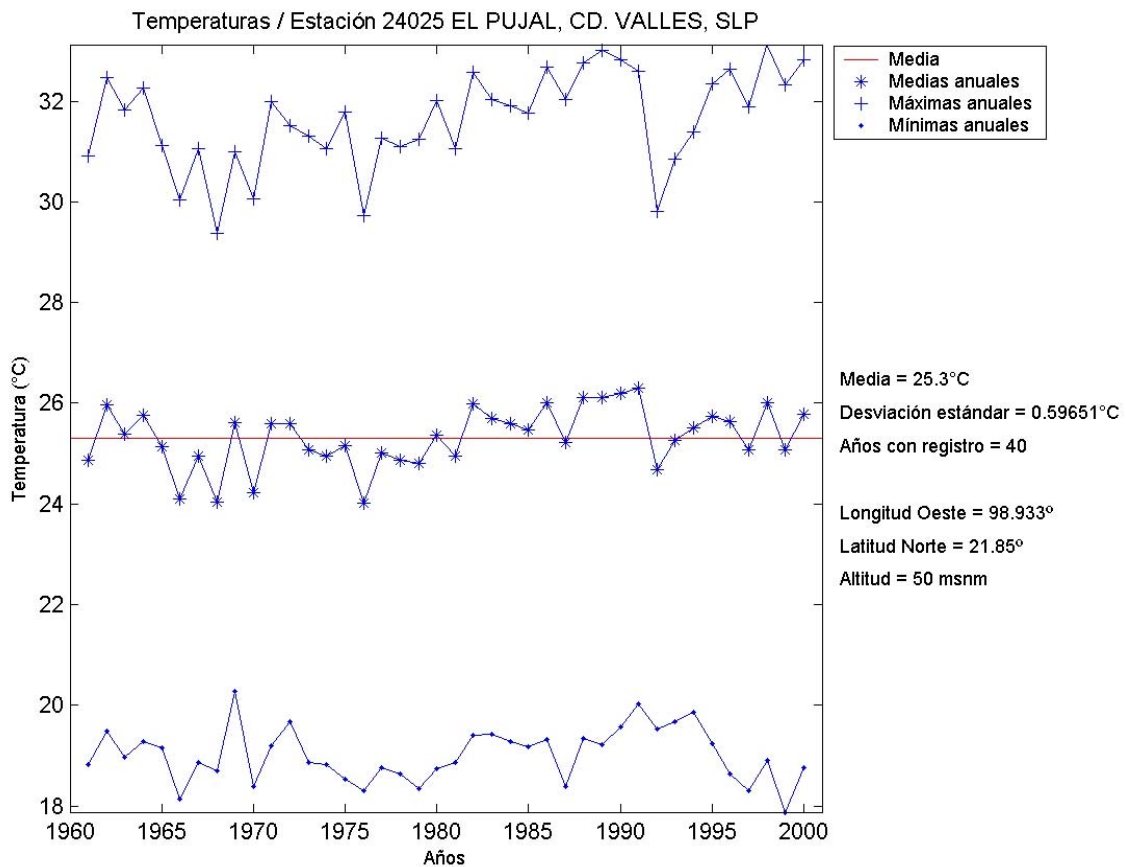 Temperaturas / Estación 24025 EL PUJAL, CD. VALLES, SLP
Media
Medias anuales
Máximas anuales
Mínimas anuales
32
30
28
26
24
22
20
18
Temperatura (°C)
1960 1965 1970 1975 1980 1985 1990 1995 2000
Años
Media = 25.3°C
Desviación estándar = 0.59651°C
Años con registro = 40
Longitud Oeste = 98.933º
Latitud Norte = 21.85º
Altitud = 50 msnm